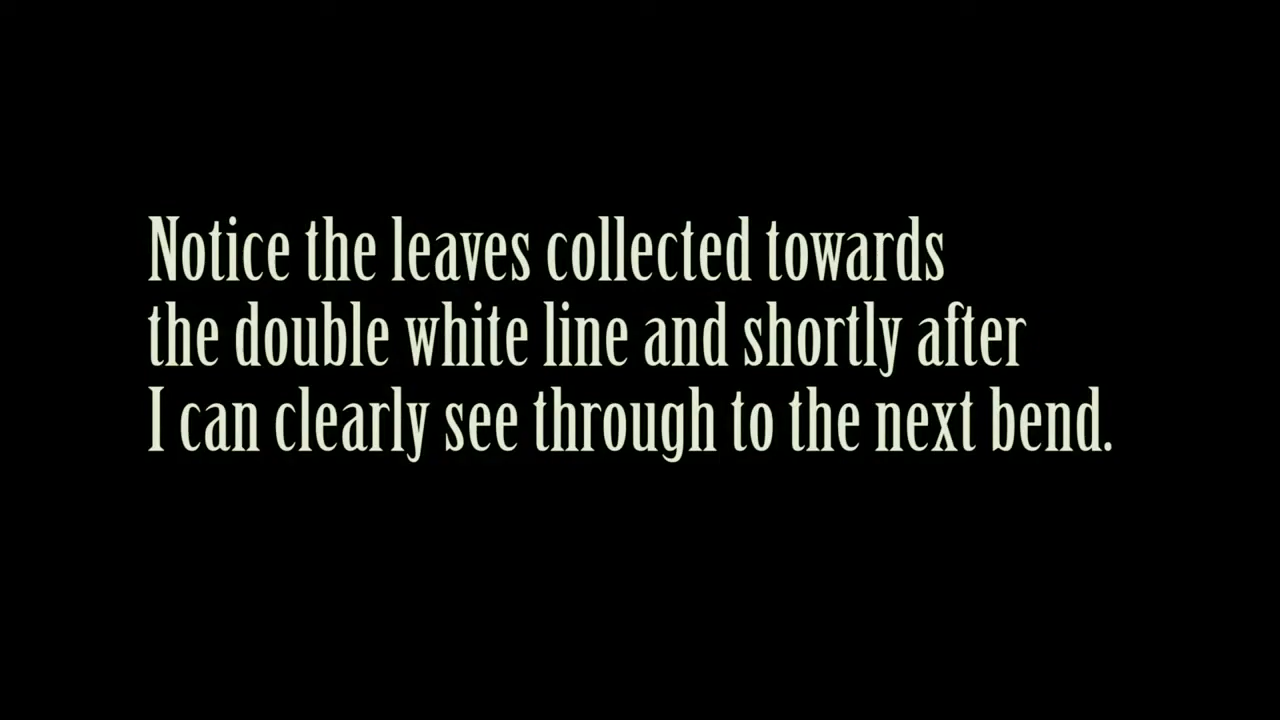 Notice the leaves collected towards
the double white line and shortly after
I can clearly see through to the next bend.